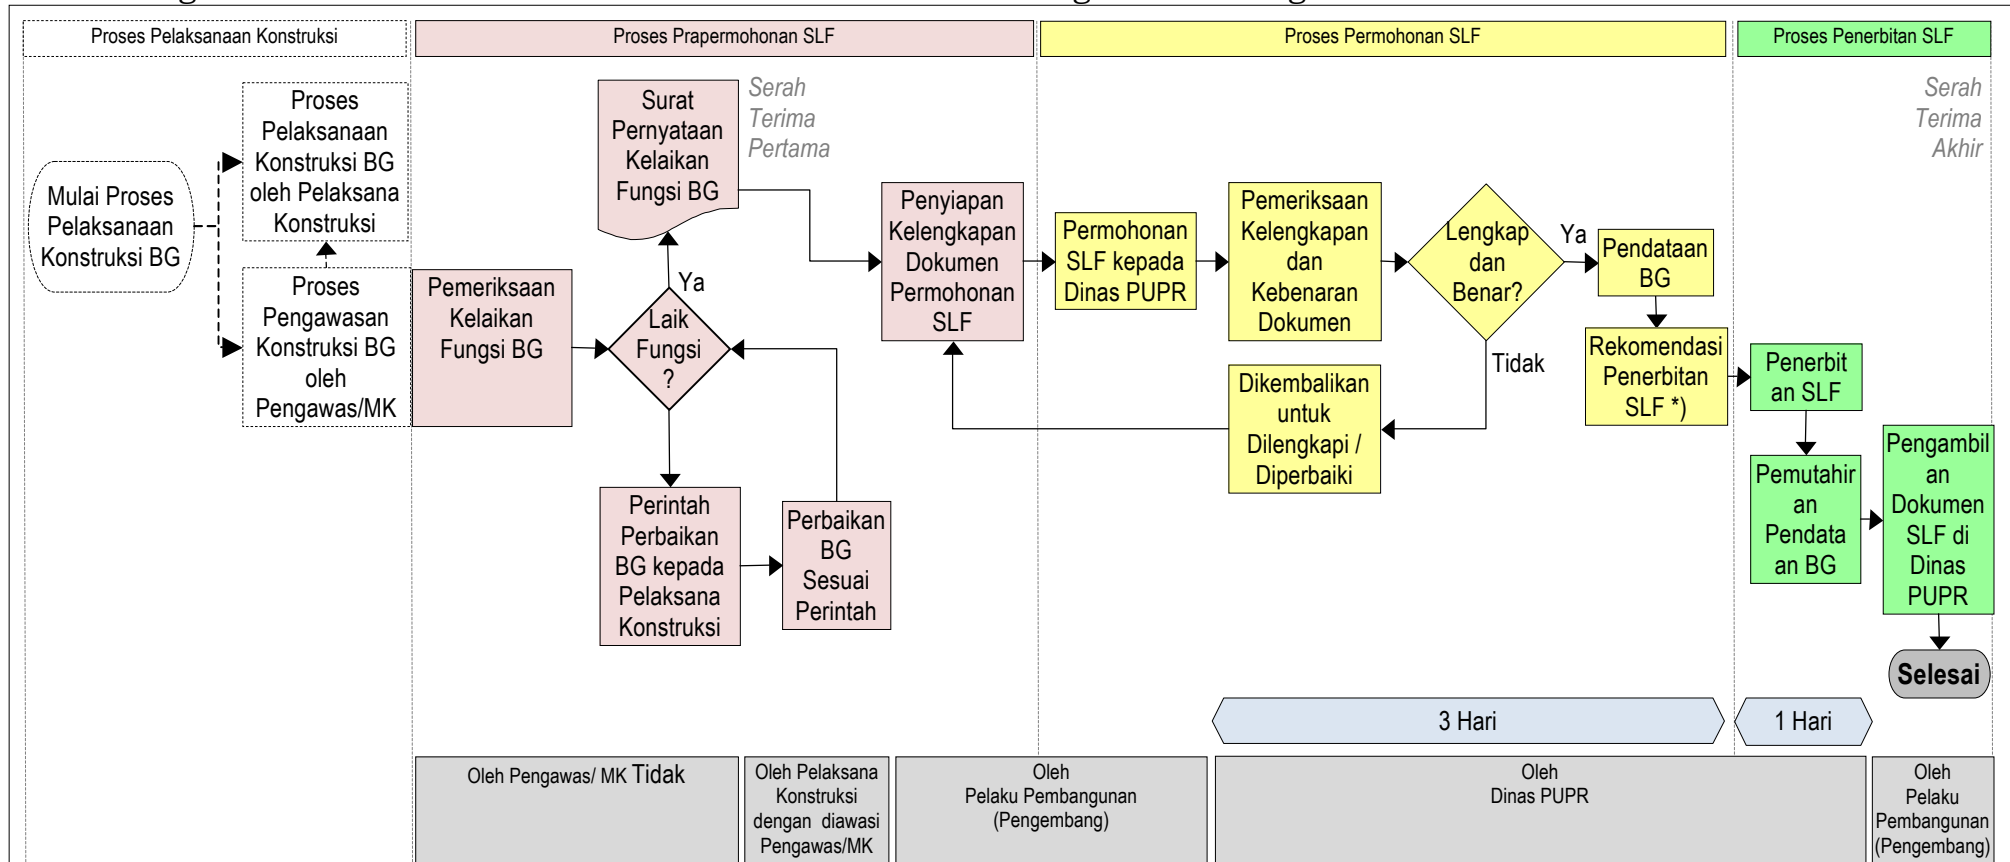 Proses Pelaksanaan Konstruksi
Proses Prapermohonan SLF
Proses Permohonan SLF
Proses Penerbitan SLF
Mulai Proses
Pelaksanaan
Konstruksi BG
Proses
Pelaksanaan
Konstruksi BG
oleh Pelaksana
Konstruksi
Proses
Pengawasan
Konstruksi BG
oleh
Pengawas/MK
Pemeriksaan
Kelaikan
Fungsi BG
Surat
Pernyataan
Kelaikan
Fungsi BG
Serah
Terima
Pertama
Ya
Laik
Fungsi
?
Perintah
Perbaikan
BG kepada
Pelaksana
Konstruksi
Perbaikan
BG
Sesuai
Perintah
Penyiapan
Kelengkapan
Dokumen
Permohonan
SLF
Permohonan
SLF kepada
Dinas PUPR
Pemeriksaan
Kelengkapan
dan
Kebenaran
Dokumen
Lengkap
dan
Benar?
Ya
Tidak
Dikembalikan
untuk
Dilengkapi /
Diperbaiki
Pendataan
BG
Rekomendasi
Penerbitan
SLF *)
Serah
Terima
Akhir
Penerbit
an SLF
Pemutahir
an
Pendata
an BG
Pengambil
an
Dokumen
SLF di
Dinas
PUPR
Selesai
3 Hari
1 Hari
Oleh Pengawas/ MK Tidak
Oleh Pelaksana
Konstruksi
dengan diawasi
Pengawas/MK
Oleh
Pelaku Pembangunan
(Pengembang)
Oleh
Dinas PUPR
Oleh
Pelaku
Pembangunan
(Pengembang)